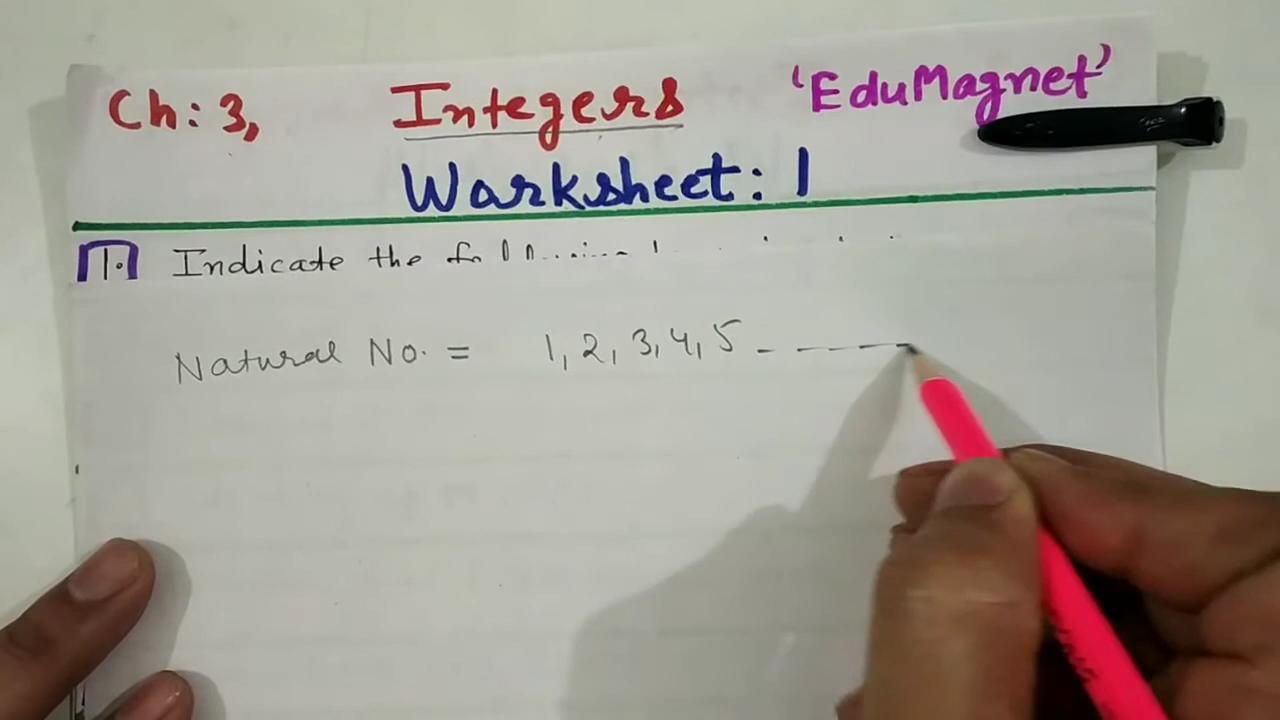 Ch: 3, Integers 'EduMagnet'
Worksheet: 1
1. Indicate the
Natural No. = 1, 2, 3, 4, 5 - - - -